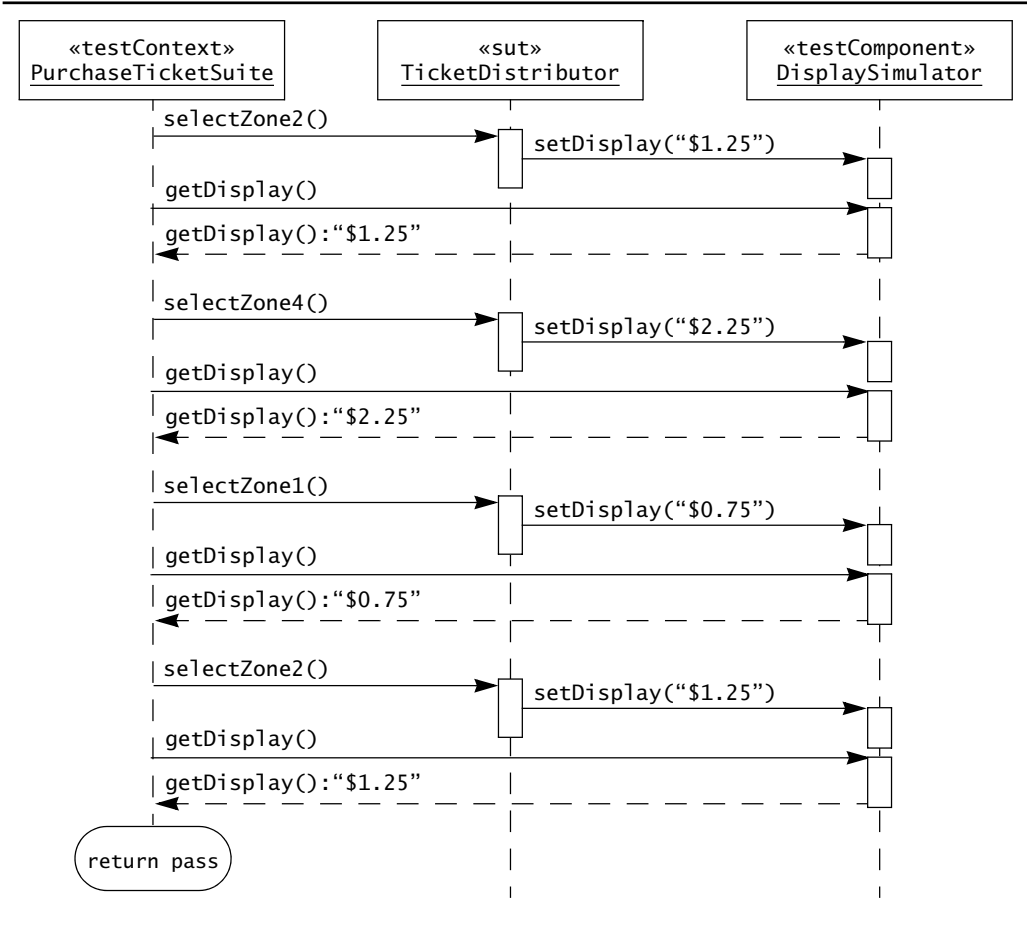 «testContext»
PurchaseTicketSuite
«sut»
TicketDistributor
«testComponent»
DisplaySimulator
selectZone2()
setDisplay(“$1.25”)
getDisplay()
getDisplay():“$1.25”
selectZone4()
setDisplay(“$2.25”)
getDisplay()
getDisplay():“$2.25”
selectZone1()
setDisplay(“$0.75”)
getDisplay()
getDisplay():“$0.75”
selectZone2()
setDisplay(“$1.25”)
getDisplay()
getDisplay():“$1.25”
return pass